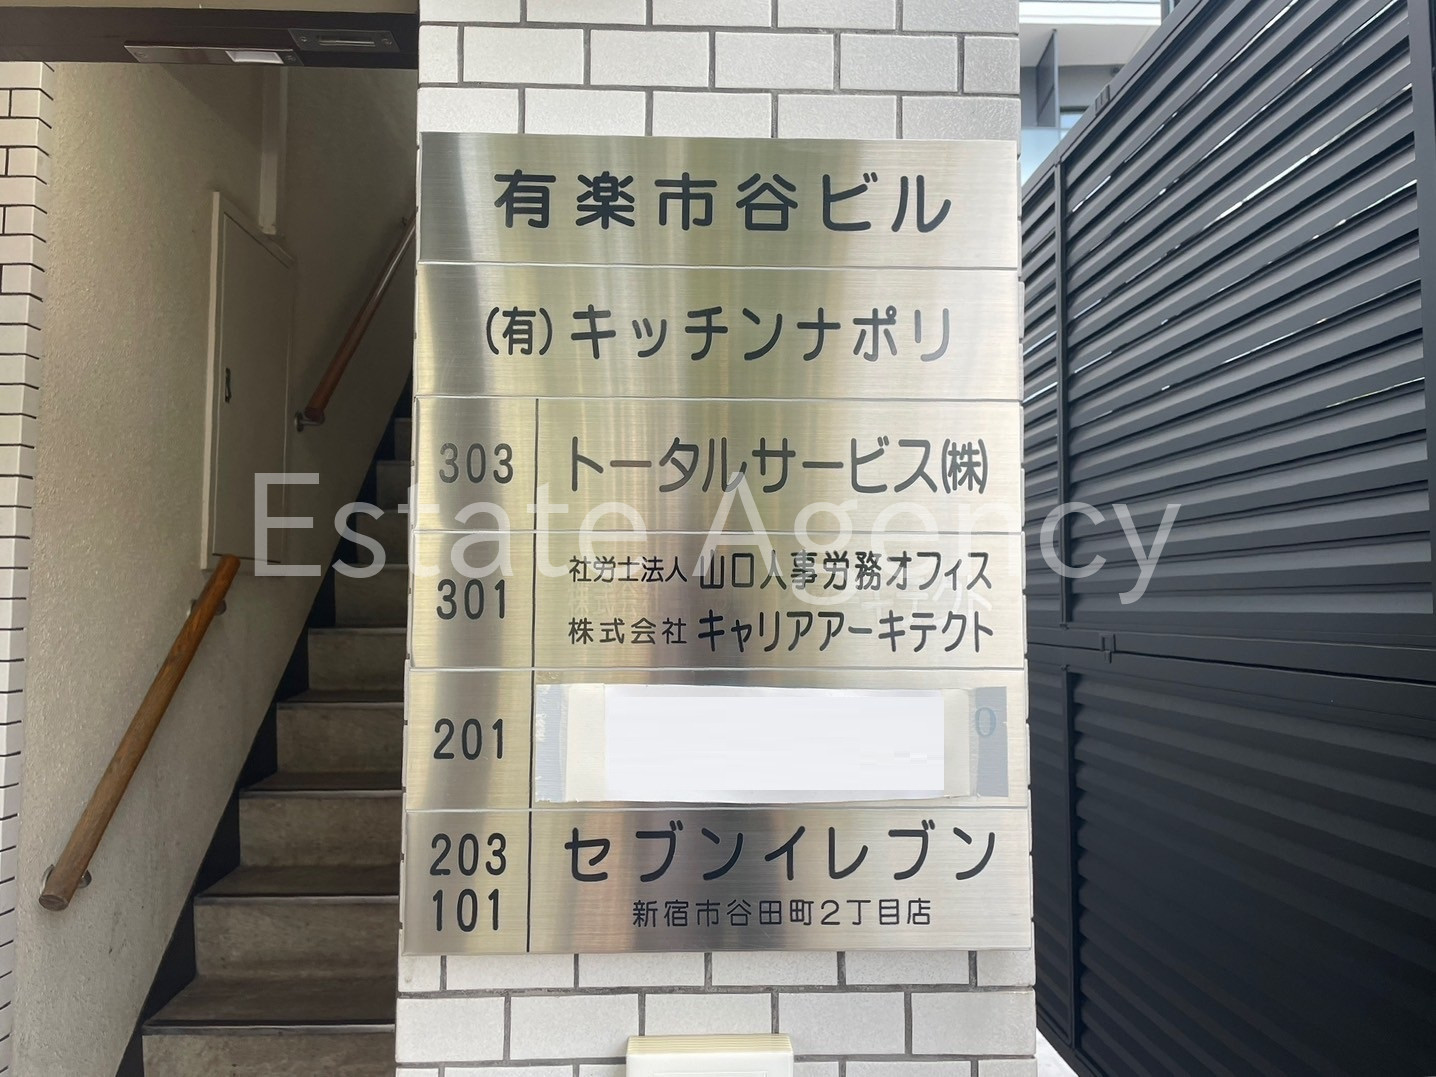 有楽市谷ビル
(有)キッチンナポリ
303 トータルサービス(株)
Estate Agency
301 社労士法人 山口人事労務オフィス
株式会社 キャリアアーキテクト
201
203 セブンイレブン
101 新宿市谷田町2丁目店